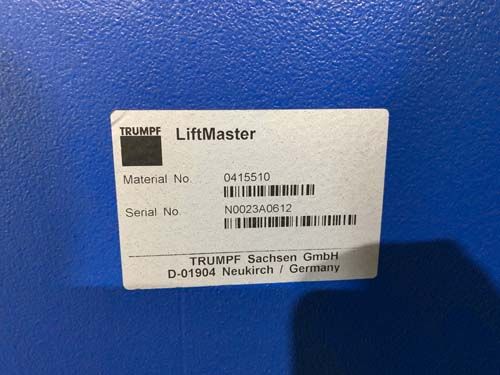 TRUMPF LiftMaster
Material No. 0415510
Serial No. N0023A0612
TRUMPF Sachsen GmbH
D-01904 Neukirch / Germany